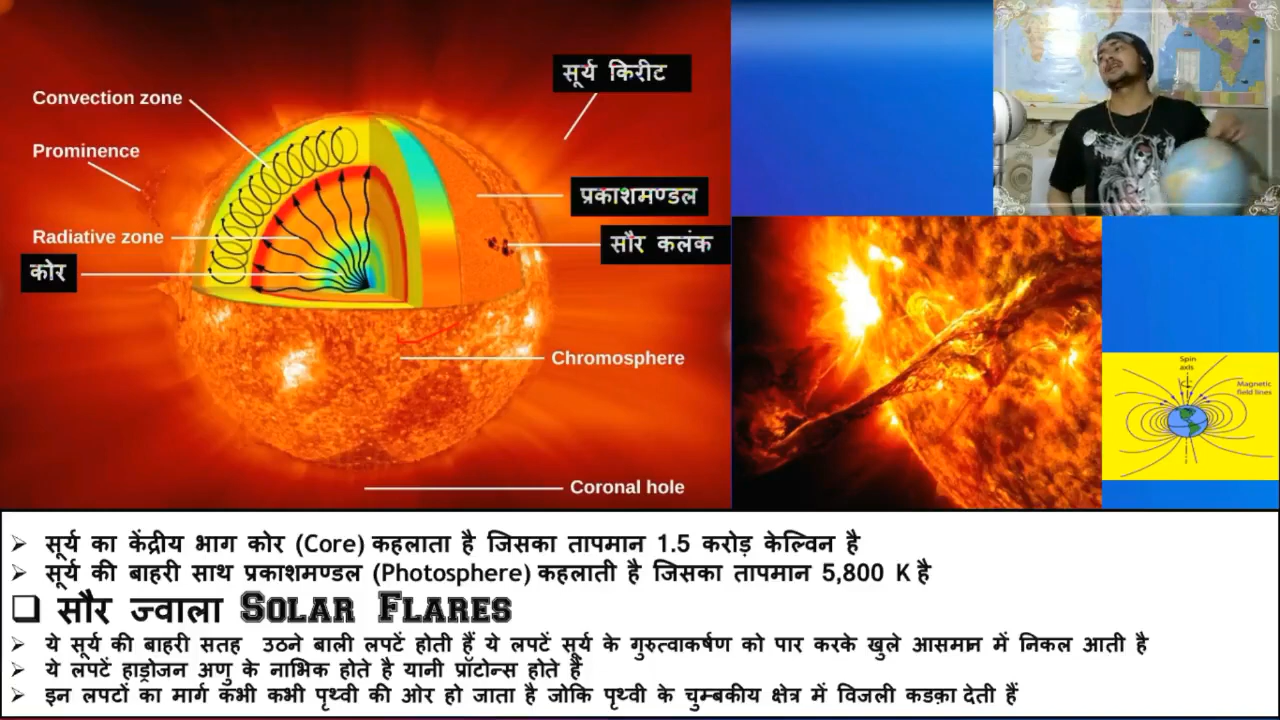 Convection zone
Prominence
Radiative zone
कोर
सूर्य किरीट
प्रकाशमण्डल
सौर कलंक
Chromosphere
Coronal hole
Spin
axis
Magnetic
field lines
➢ सूर्य का केंद्रीय भाग कोर (Core) कहलाता है जिसका तापमान 1.5 करोड़ केल्विन है
➢ सूर्य की बाहरी साथ प्रकाशमण्डल (Photosphere) कहलाती है जिसका तापमान 5,800 K है
❑ सौर ज्वाला SOLAR FLARES
➢ ये सूर्य की बाहरी सतह उठने बाली लपटें होती हैं ये लपटें सूर्य के गुरुत्वाकर्षण को पार करके खुले आसमान में निकल आती है
➢ ये लपटें हाड्रोजन अणु के नाभिक होते है यानी प्रॉटोन्स होते हैं
➢ इन लपटों का मार्ग कभी कभी पृथ्वी की ओर हो जाता है जोकि पृथ्वी के चुम्बकीय क्षेत्र में विजली कडक़ा देती हैं